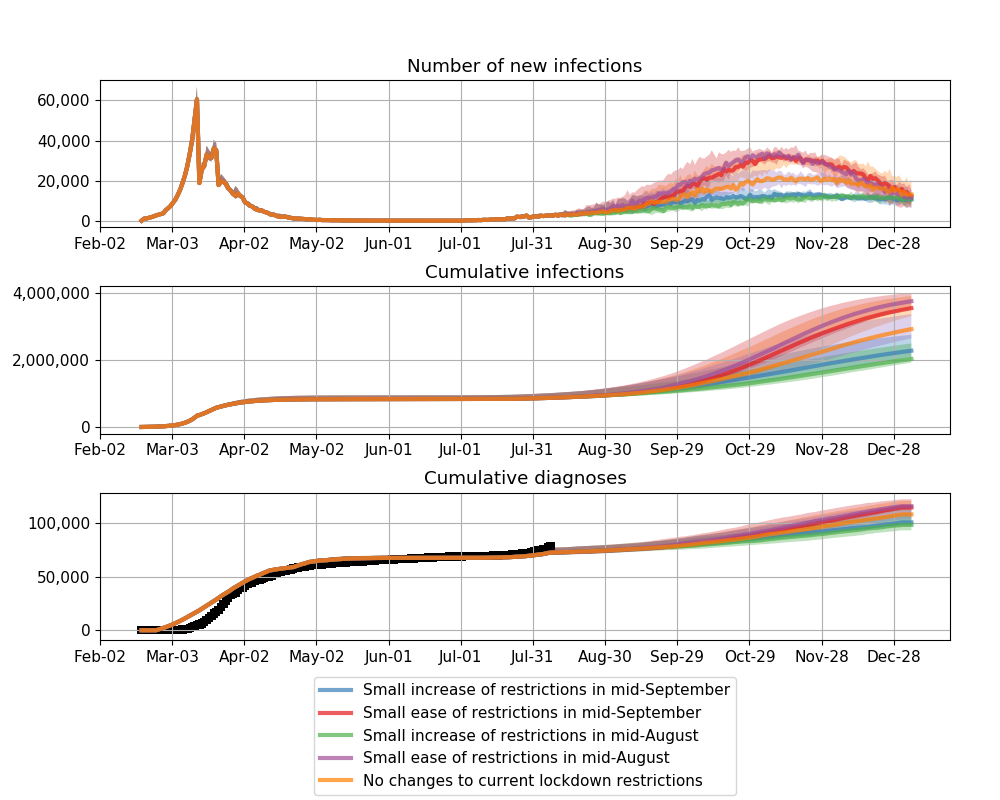 Number of new infections
60,000
40,000
20,000
0
Feb-02 Mar-03 Apr-02 May-02 Jun-01 Jul-01 Jul-31 Aug-30 Sep-29 Oct-29 Nov-28 Dec-28
Cumulative infections
4,000,000
2,000,000
0
Feb-02 Mar-03 Apr-02 May-02 Jun-01 Jul-01 Jul-31 Aug-30 Sep-29 Oct-29 Nov-28 Dec-28
Cumulative diagnoses
100,000
50,000
0
Feb-02 Mar-03 Apr-02 May-02 Jun-01 Jul-01 Jul-31 Aug-30 Sep-29 Oct-29 Nov-28 Dec-28
Small increase of restrictions in mid-September
Small ease of restrictions in mid-September
Small increase of restrictions in mid-August
Small ease of restrictions in mid-August
No changes to current lockdown restrictions